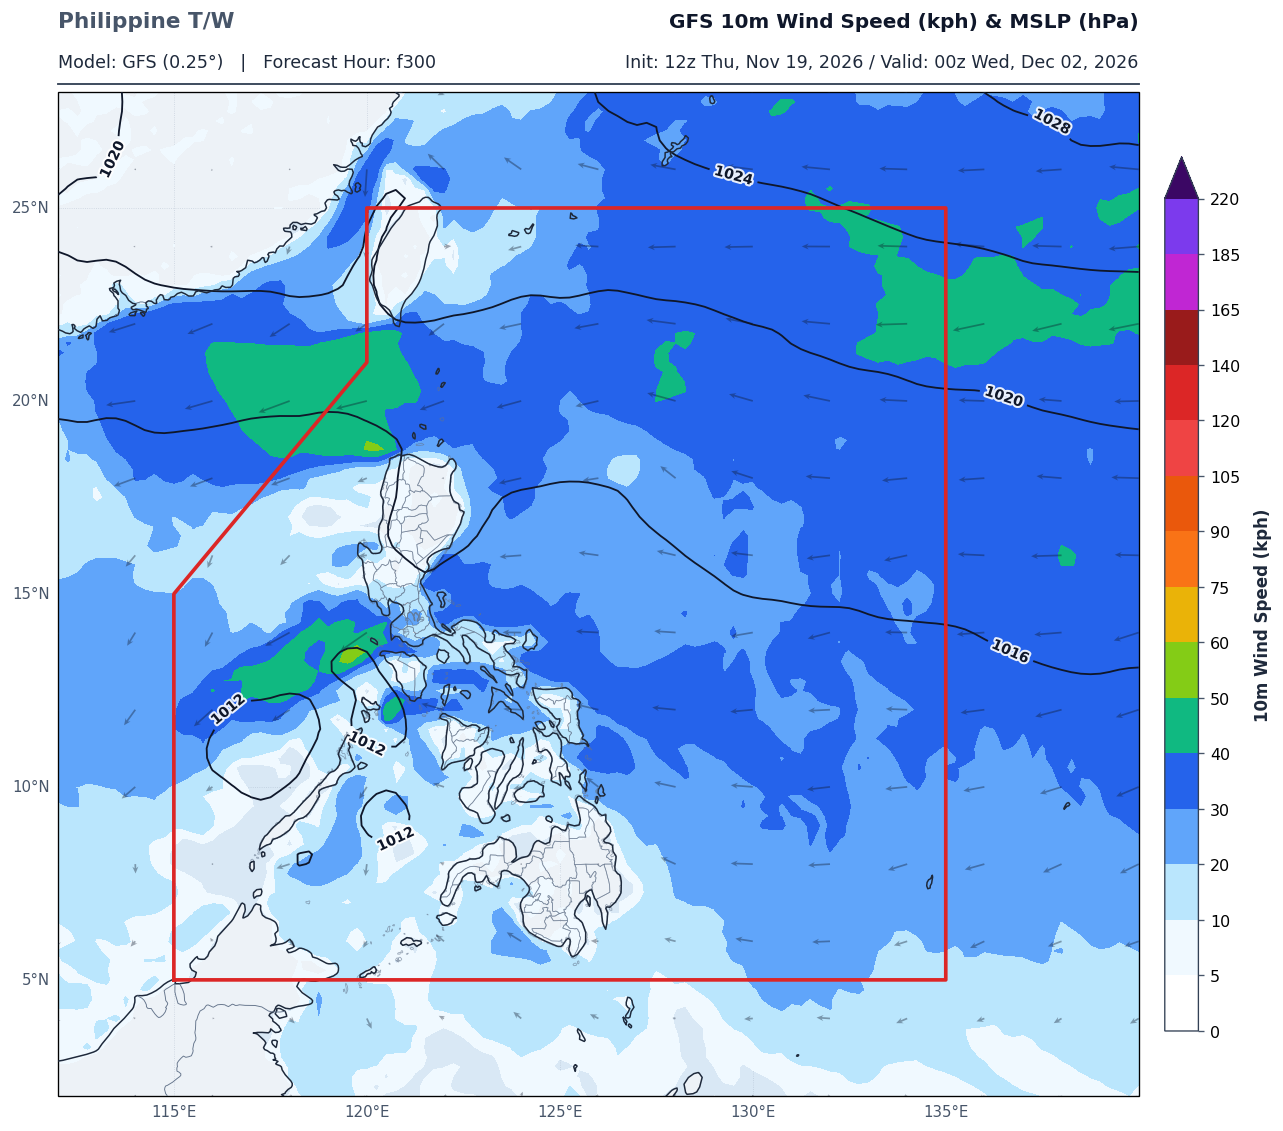 Philippine T/W
GFS 10m Wind Speed (kph) & MSLP (hPa)
Model: GFS (0.25°)   |   Forecast Hour: f300
Init: 12z Thu, Nov 19, 2026 / Valid: 00z Wed, Dec 02, 2026
1020
1028
1024
1020
1016
1012
1012
1012
25°N
20°N
15°N
10°N
5°N
115°E
120°E
125°E
130°E
135°E
220
185
165
140
120
105
90
75
60
50
40
30
20
10
5
0
10m Wind Speed (kph)